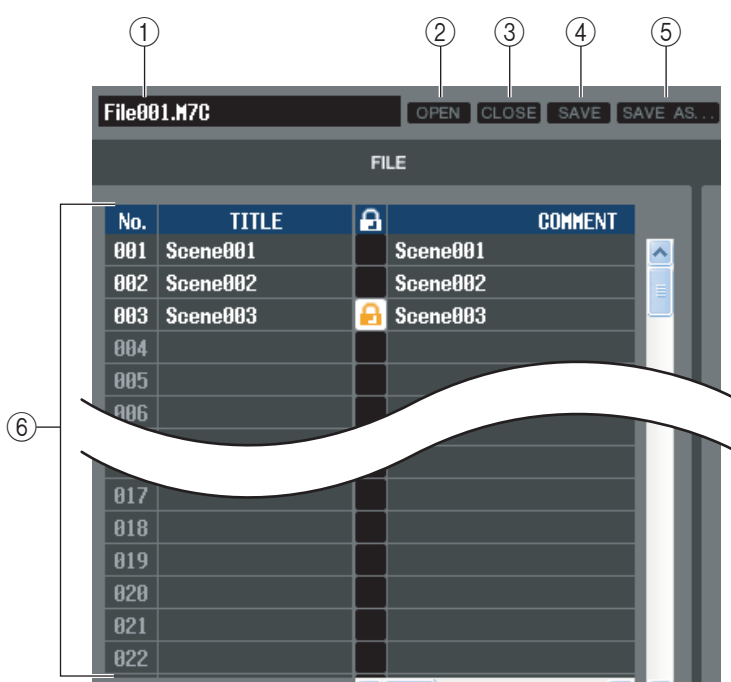 ① ② ③ ④ ⑤
File001.M7C OPEN CLOSE SAVE SAVE AS...
FILE
No. TITLE COMMENT
001 Scene001 Scene001
002 Scene002 Scene002
003 Scene003 Scene003
004
005
006
⑥
017
018
019
020
021
022